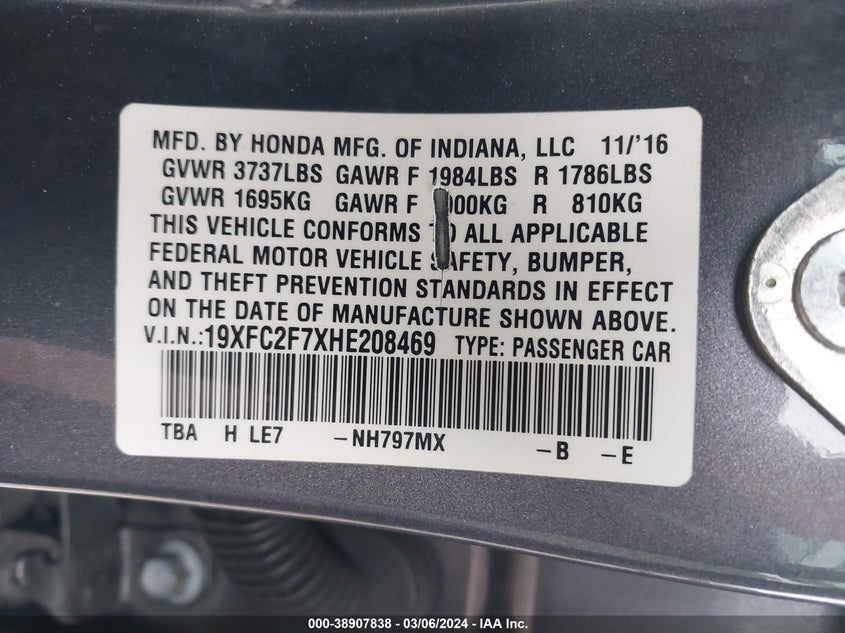 MFD. BY HONDA MFG. OF INDIANA, LLC 11/'16
GVWR 3737LBS GAWR F 1984LBS R 1786LBS
GVWR 1695KG GAWR F 00KG R 810KG
THIS VEHICLE CONFORMS TO ALL APPLICABLE
FEDERAL MOTOR VEHICLE SAFETY, BUMPER,
AND THEFT PREVENTION STANDARDS IN EFFECT
ON THE DATE OF MANUFACTURE SHOWN ABOVE.
V.I.N.:19XFC2F7XHE208469 TYPE: PASSENGER CAR
TBA H LE7 -NH797MX -B -E
000-38907838 - 03/06/2024 - IAA Inc.